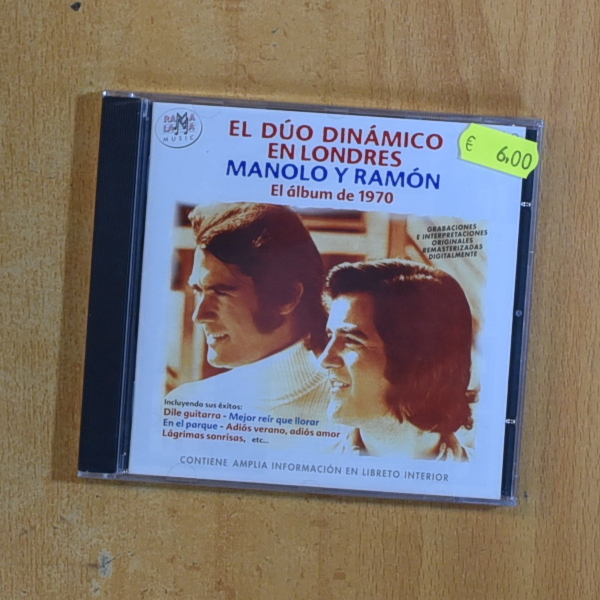 RAMA
LAMA
MUSIC
EL DÚO DINÁMICO
EN LONDRES
MANOLO Y RAMÓN
El álbum de 1970
€ 6,00
GRABACIONES
E INTERPRETACIONES
ORIGINALES
REMASTERIZADAS
DIGITALMENTE
Incluyendo sus éxitos:
Dile guitarra - Mejor reír que llorar
En el parque - Adiós verano, adiós amor
Lágrimas sonrisas, etc...
CONTIENE AMPLIA INFORMACIÓN EN LIBRETO INTERIOR